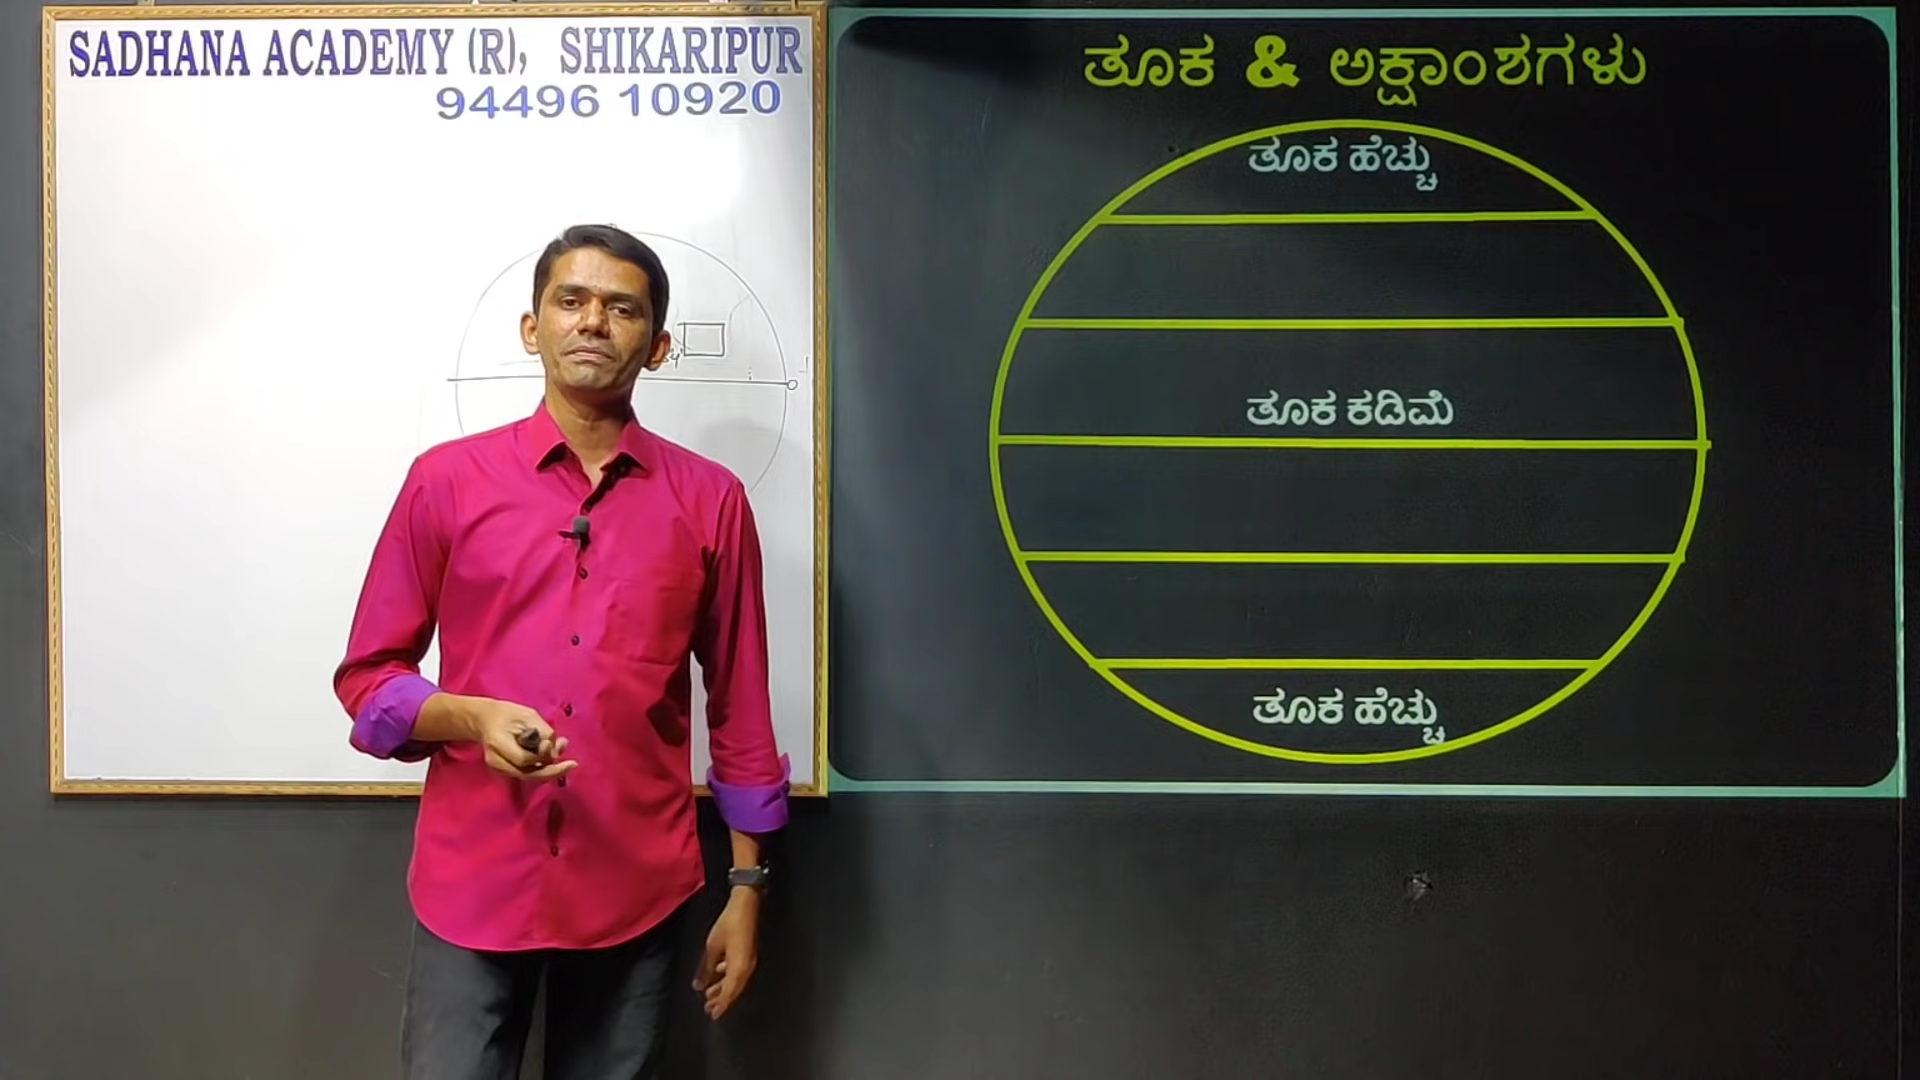 SADHANA ACADEMY (R), SHIKARIPUR
94496 10920
ತೂಕ & ಅಕ್ಷಾಂಶಗಳು
ತೂಕ ಹೆಚ್ಚು
ತೂಕ ಕಡಿಮೆ
ತೂಕ ಹೆಚ್ಚು